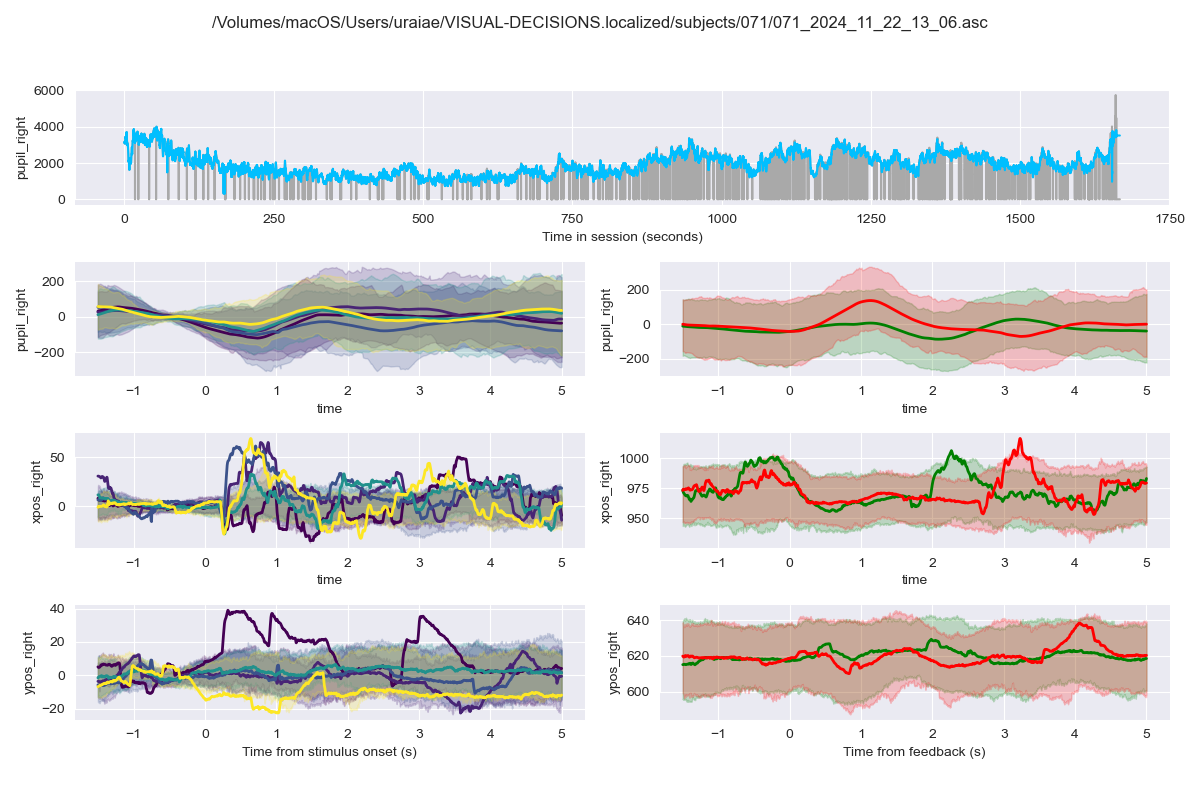 /Volumes/macOS/Users/uraiae/VISUAL-DECISIONS.localized/subjects/071/071_2024_11_22_13_06.asc
6000
4000
2000
0
pupil_right
0 250 500 750 1000 1250 1500 1750
Time in session (seconds)
200
0
−200
pupil_right
−1 0 1 2 3 4 5
time
200
0
−200
pupil_right
−1 0 1 2 3 4 5
time
50
0
xpos_right
−1 0 1 2 3 4 5
time
1000
975
950
xpos_right
−1 0 1 2 3 4 5
time
40
20
0
−20
ypos_right
−1 0 1 2 3 4 5
Time from stimulus onset (s)
640
620
600
ypos_right
−1 0 1 2 3 4 5
Time from feedback (s)